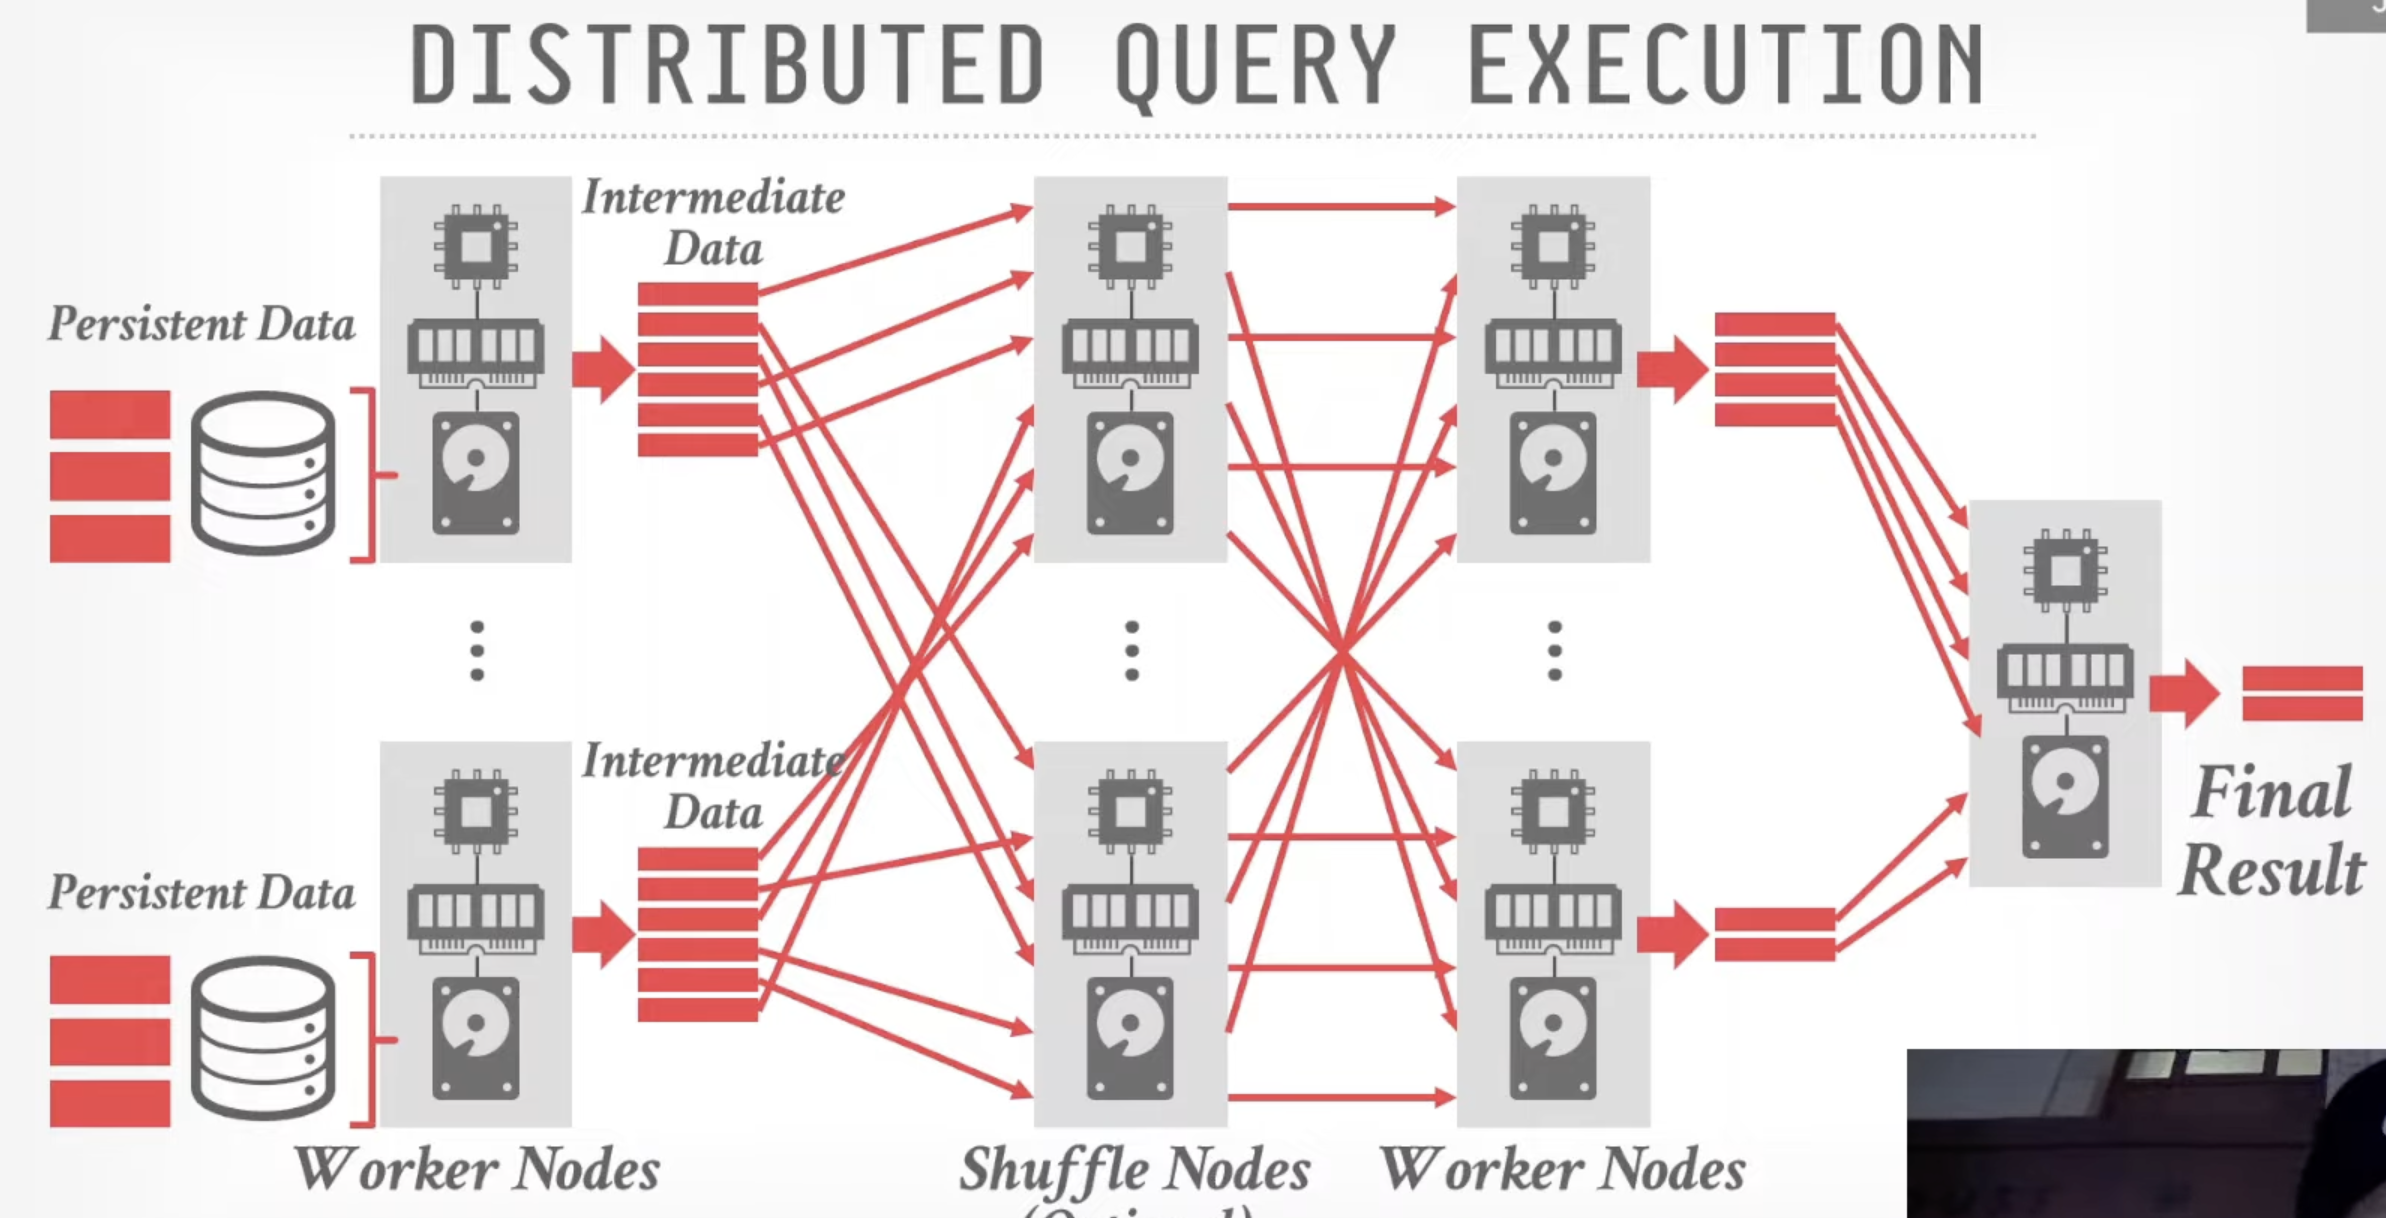 DISTRIBUTED QUERY EXECUTION
Intermediate
Data
Persistent Data
Intermediate
Data
Persistent Data
Final
Result
Worker Nodes
Shuffle Nodes
Worker Nodes